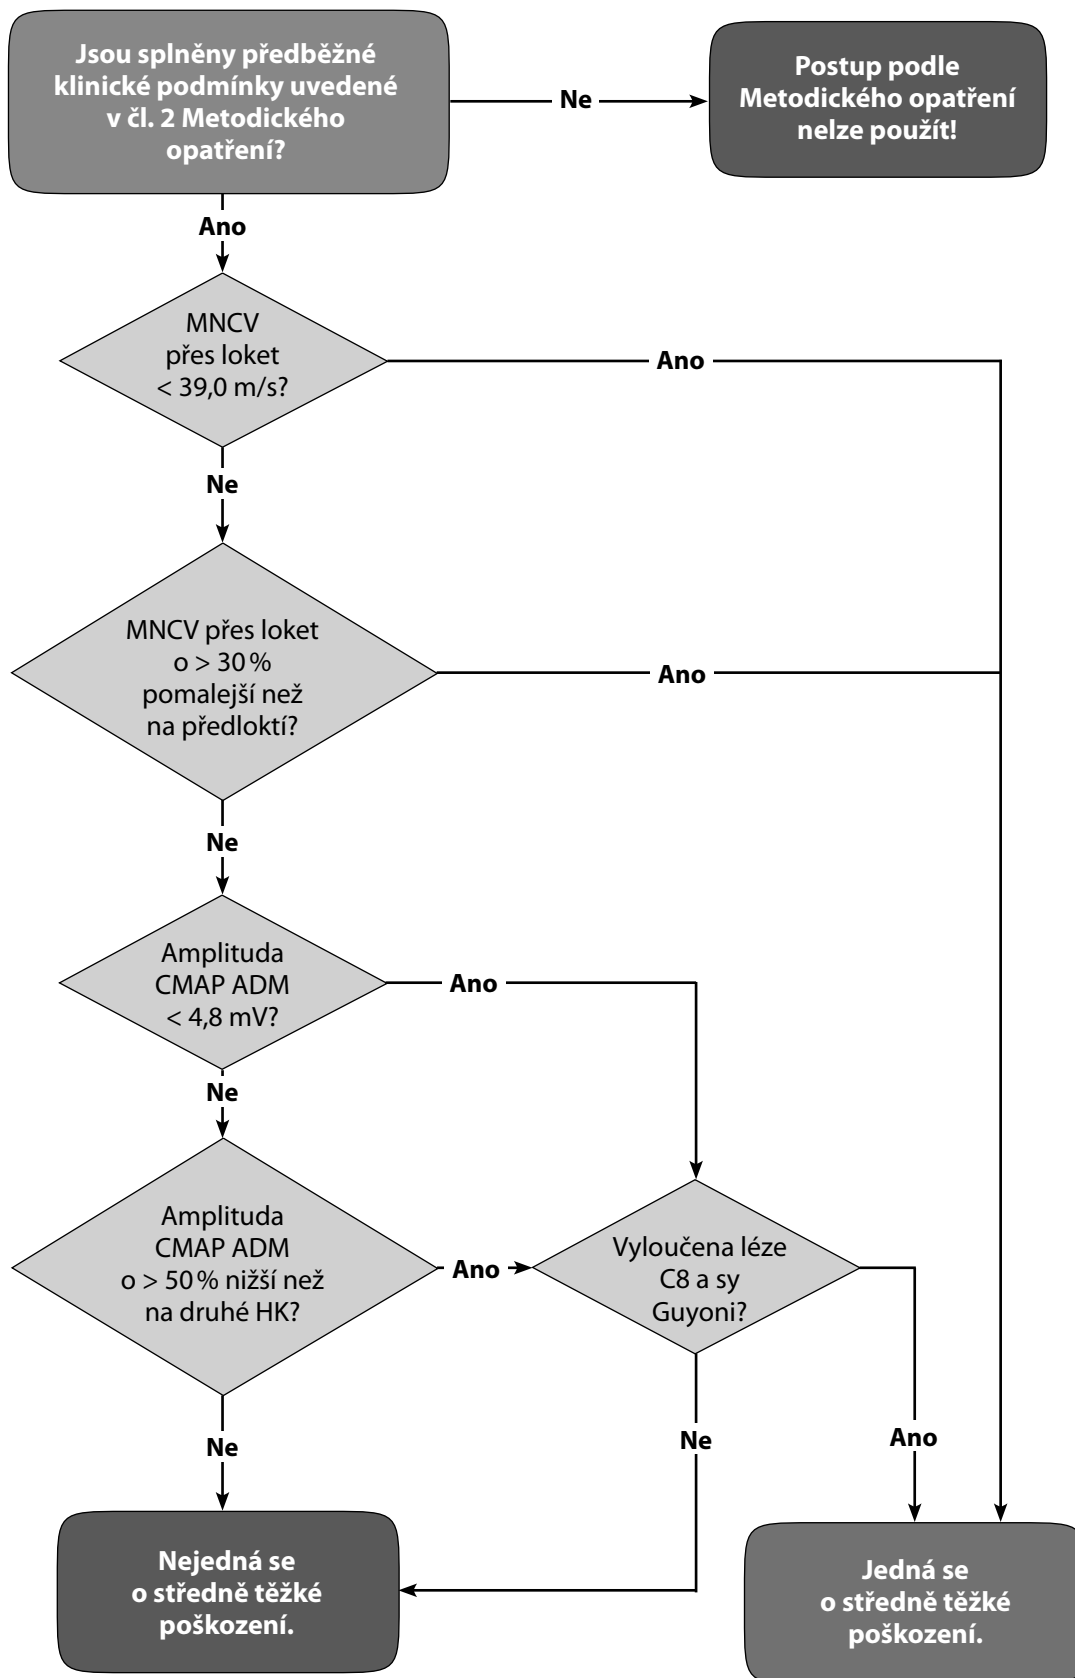 Jsou splněny předběžné
klinické podmínky uvedené
v čl. 2 Metodického
opatření?
Ne
Postup podle
Metodického opatření
nelze použít!
Ano
MNCV
přes loket
< 39,0 m/s?
Ano
Ne
MNCV přes loket
o > 30 %
pomalejší než
na předloktí?
Ano
Ne
Amplituda
CMAP ADM
< 4,8 mV?
Ano
Ne
Amplituda
CMAP ADM
o > 50 % nižší než
na druhé HK?
Ano
Vyloučena léze
C8 a sy
Guyoni?
Ne
Ne
Ano
Nejedná se
o středně těžké
poškození.
Jedná se
o středně těžké
poškození.